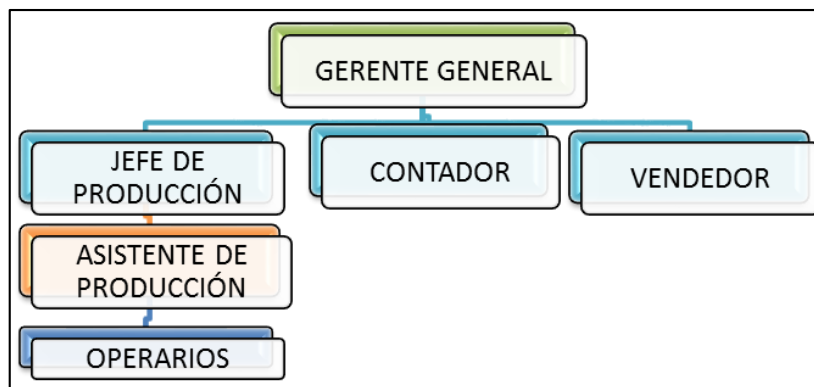 GERENTE GENERAL
JEFE DE
PRODUCCIÓN
CONTADOR
VENDEDOR
ASISTENTE DE
PRODUCCIÓN
OPERARIOS